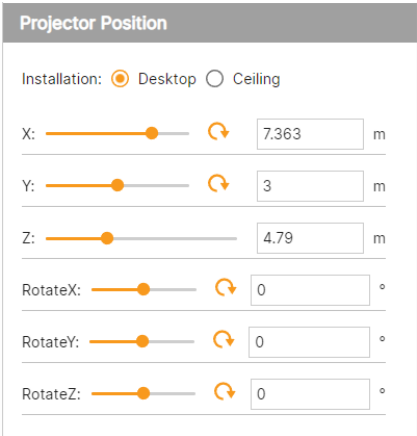 Projector Position
Installation: Desktop Ceiling
X: 7.363 m
Y: 3 m
Z: 4.79 m
RotateX: 0 °
RotateY: 0 °
RotateZ: 0 °